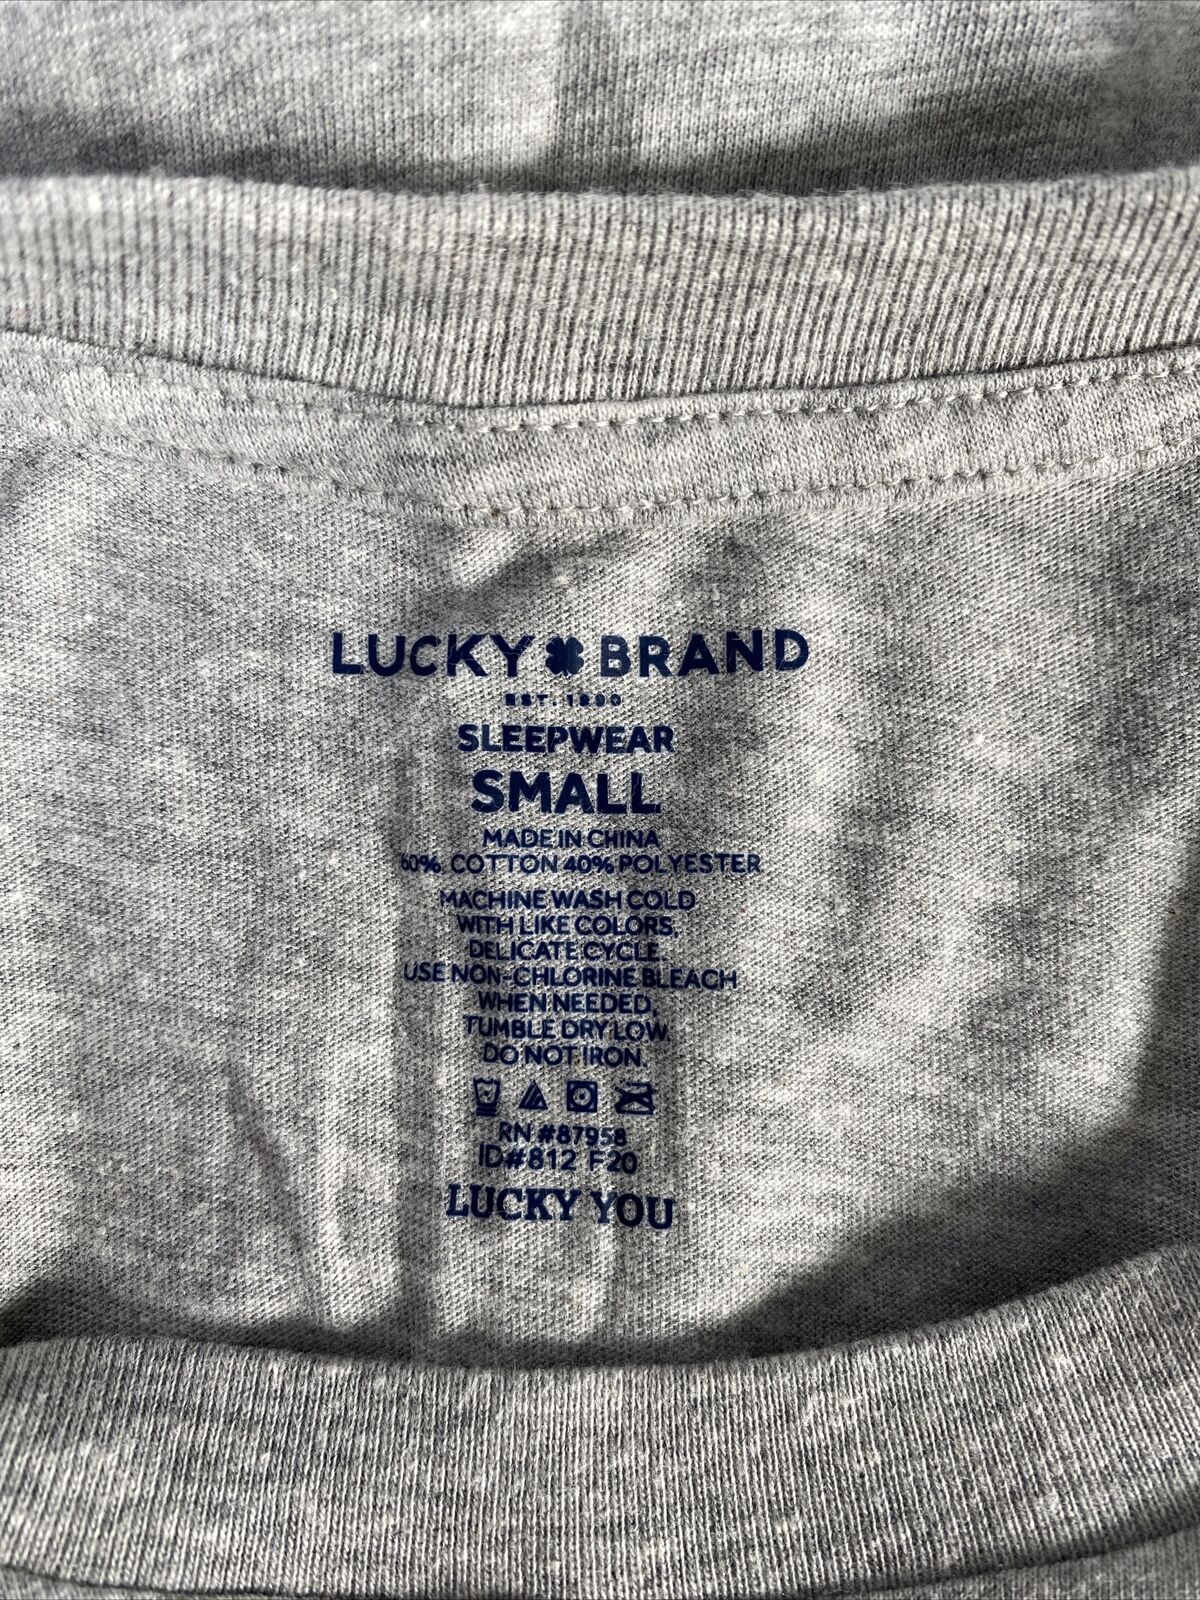 LUCKY BRAND
EST. 1990
SLEEPWEAR
SMALL
MADE IN CHINA
60% COTTON 40% POLYESTER
MACHINE WASH COLD
WITH LIKE COLORS.
DELICATE CYCLE.
USE NON-CHLORINE BLEACH
WHEN NEEDED.
TUMBLE DRY LOW.
DO NOT IRON.
RN #87958
ID#812 F20
LUCKY YOU